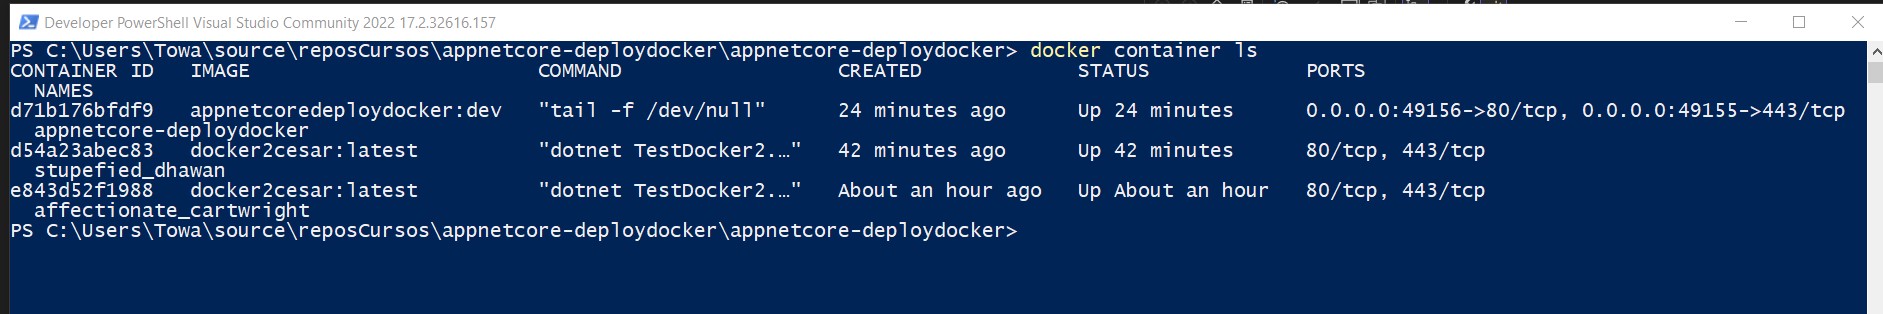 Developer PowerShell Visual Studio Community 2022 17.2.32616.157
PS C:\Users\Towa\source\reposCursos\appnetcore-deploydocker\appnetcore-deploydocker> docker container ls
CONTAINER ID   IMAGE                        COMMAND                  CREATED             STATUS             PORTS
  NAMES
d71b176bfdf9   appnetcoredeploydocker:dev   "tail -f /dev/null"      24 minutes ago      Up 24 minutes      0.0.0.0:49156->80/tcp, 0.0.0.0:49155->443/tcp
  appnetcore-deploydocker
d54a23abec83   docker2cesar:latest          "dotnet TestDocker2.…"   42 minutes ago      Up 42 minutes      80/tcp, 443/tcp
  stupefied_dhawan
e843d52f1988   docker2cesar:latest          "dotnet TestDocker2.…"   About an hour ago   Up About an hour   80/tcp, 443/tcp
  affectionate_cartwright
PS C:\Users\Towa\source\reposCursos\appnetcore-deploydocker\appnetcore-deploydocker>